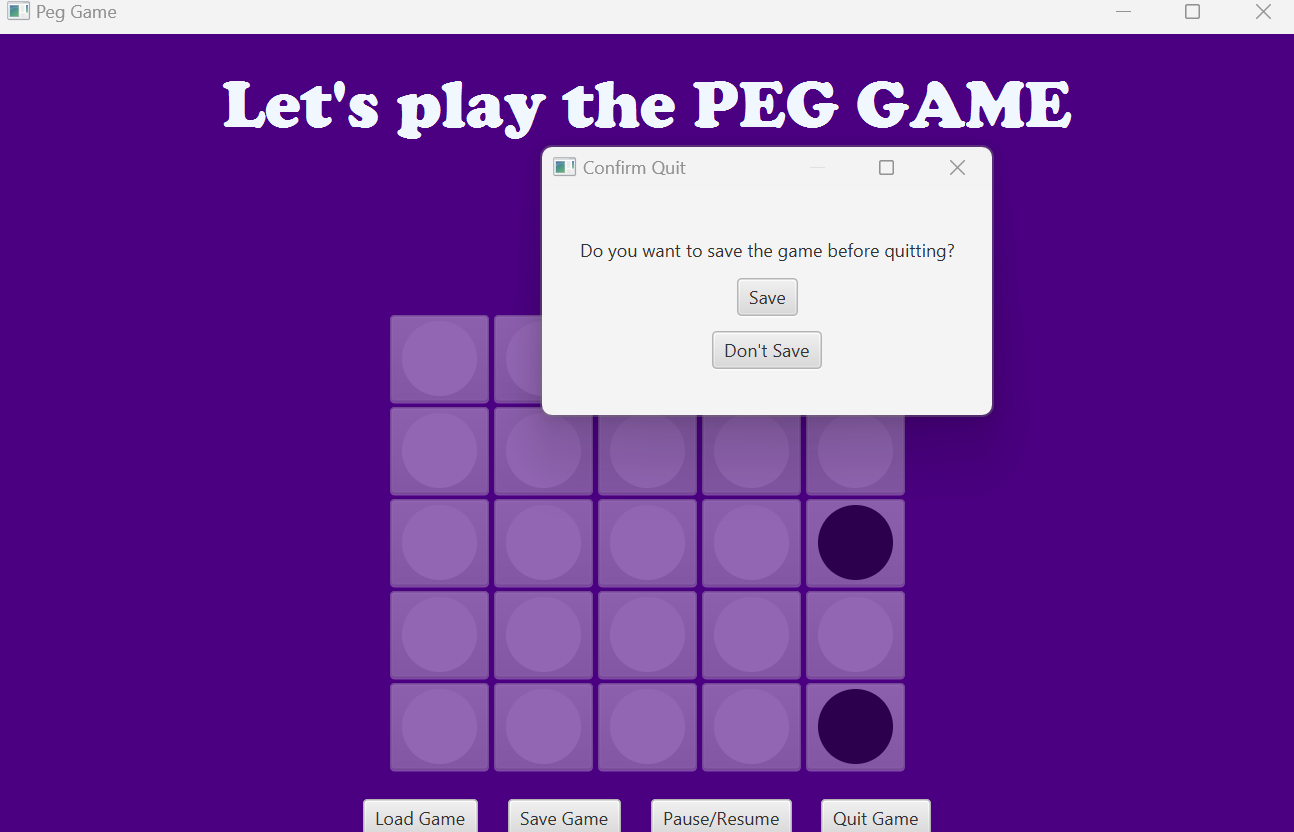 Peg Game
Let's play the PEG GAME
Confirm Quit
Do you want to save the game before quitting?
Save
Don't Save
Load Game Save Game Pause/Resume Quit Game